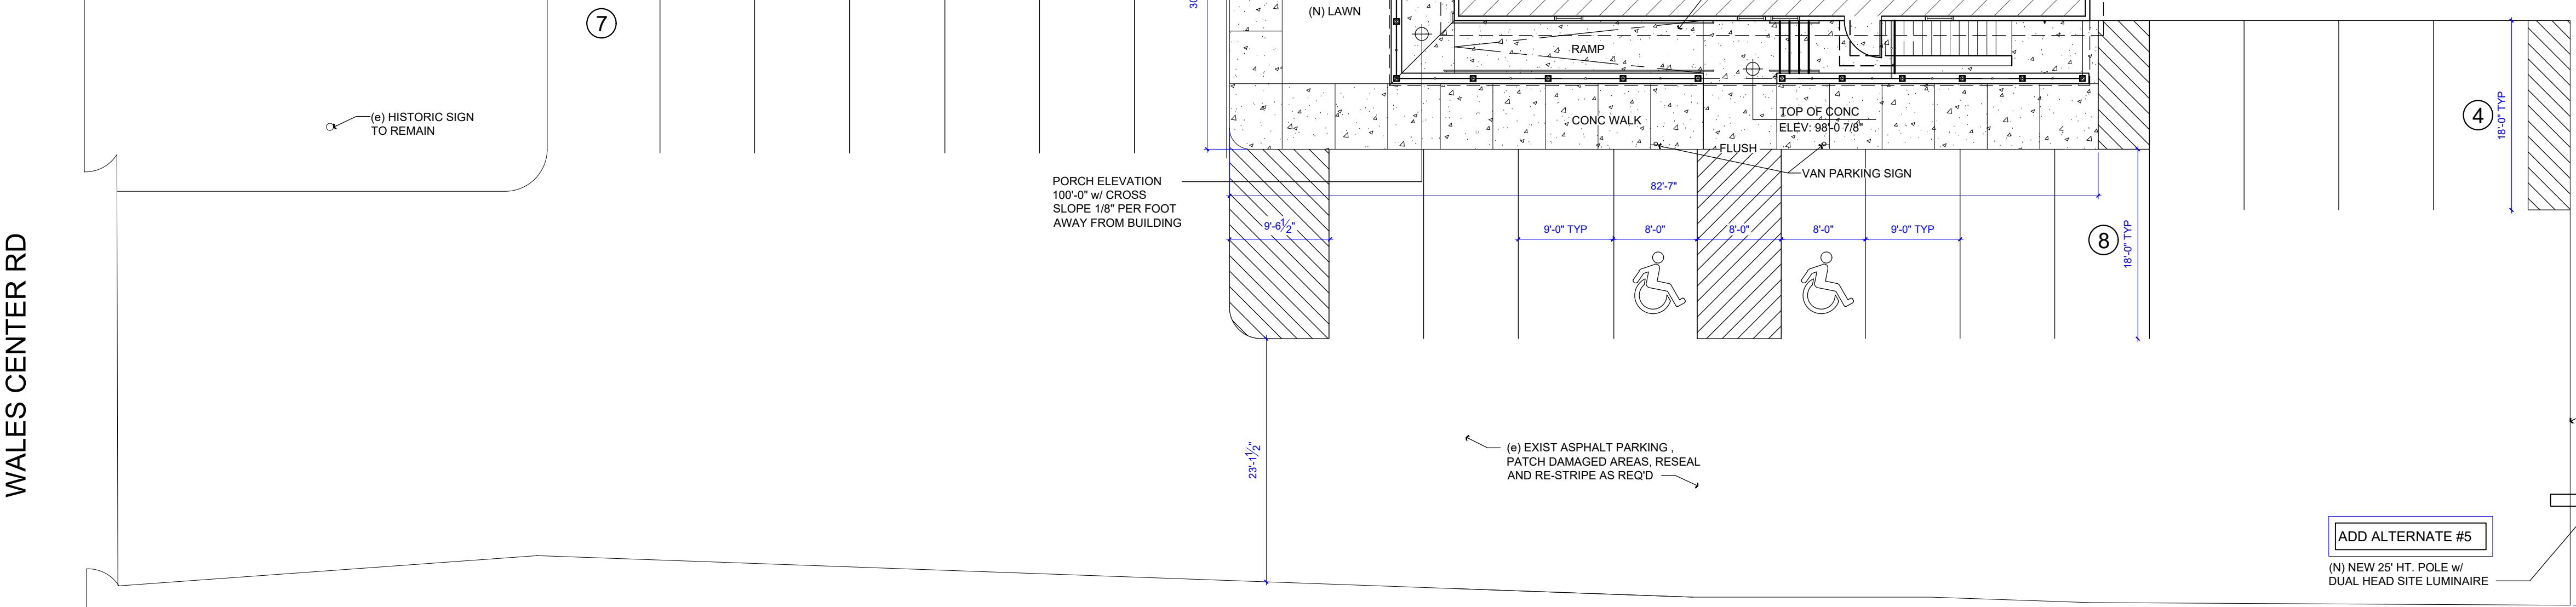 7
30
(N) LAWN
RAMP
(e) HISTORIC SIGN
TO REMAIN
CONC WALK
TOP OF CONC
ELEV: 98'-0 7/8"
FLUSH
VAN PARKING SIGN
4
18'-0" TYP
PORCH ELEVATION
100'-0" w/ CROSS
SLOPE 1/8" PER FOOT
AWAY FROM BUILDING
82'-7"
9'-6 1/2"
9'-0" TYP
8'-0"
8'-0"
8'-0"
9'-0" TYP
8
18'-0" TYP
WALES CENTER RD
23'-1 1/2"
(e) EXIST ASPHALT PARKING ,
PATCH DAMAGED AREAS, RESEAL
AND RE-STRIPE AS REQ'D
ADD ALTERNATE #5
(N) NEW 25' HT. POLE w/
DUAL HEAD SITE LUMINAIRE